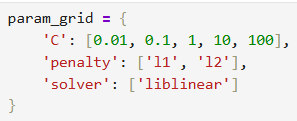 param_grid = {
    'C': [0.01, 0.1, 1, 10, 100],
    'penalty': ['l1', 'l2'],
    'solver': ['liblinear']
}